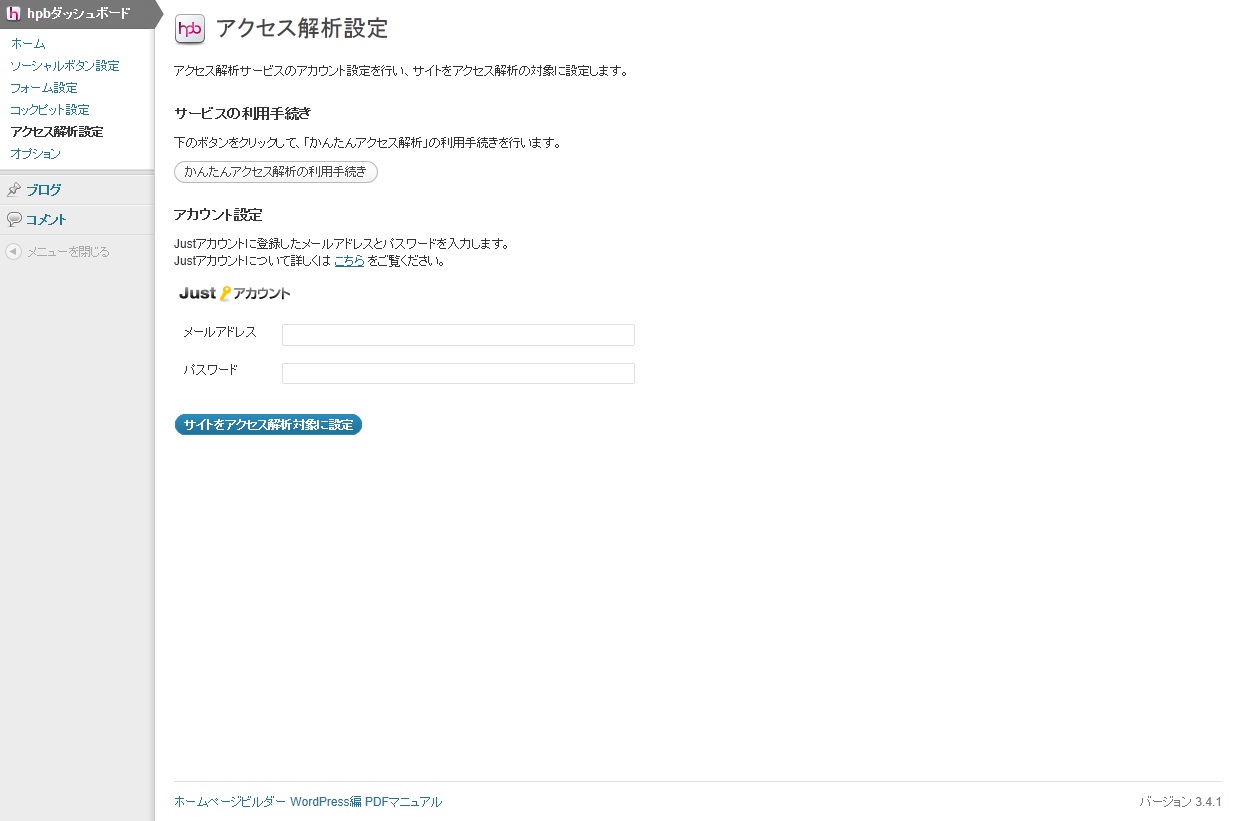 hpbダッシュボード
ホーム
ソーシャルボタン設定
フォーム設定
コックピット設定
アクセス解析設定
オプション
ブログ
コメント
メニューを閉じる
hpb アクセス解析設定
アクセス解析サービスのアカウント設定を行い、サイトをアクセス解析の対象に設定します。
サービスの利用手続き
下のボタンをクリックして、「かんたんアクセス解析」の利用手続きを行います。
かんたんアクセス解析の利用手続き
アカウント設定
Justアカウントに登録したメールアドレスとパスワードを入力します。
Justアカウントについて詳しくは こちら をご覧ください。
Just アカウント
メールアドレス
パスワード
サイトをアクセス解析対象に設定
ホームページビルダー WordPress編 PDFマニュアル
バージョン 3.4.1